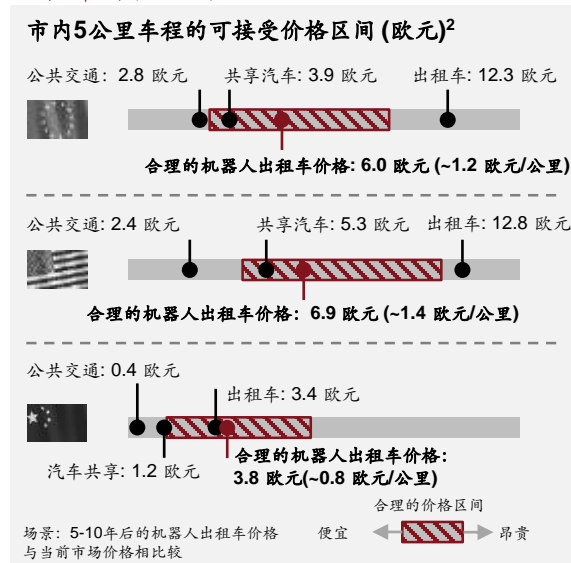 市内5公里车程的可接受价格区间 (欧元)2
公共交通：2.8 欧元 共享汽车: 3.9 欧元 出租车: 12.3 欧元
合理的机器人出租车价格: 6.0 欧元 (~1.2 欧元/公里)
公共交通: 2.4 欧元 共享汽车: 5.3 欧元 出租车: 12.8 欧元
合理的机器人出租车价格： 6.9 欧元 (~1.4 欧元/公里)
公共交通: 0.4 欧元
出租车: 3.4 欧元
汽车共享: 1.2 欧元
合理的机器人出租车价格:
3.8 欧元(~0.8 欧元/公里)
合理的价格区间
场景：5-10年后的机器人出租车价格 便宜 昂贵
与当前市场价格相比较